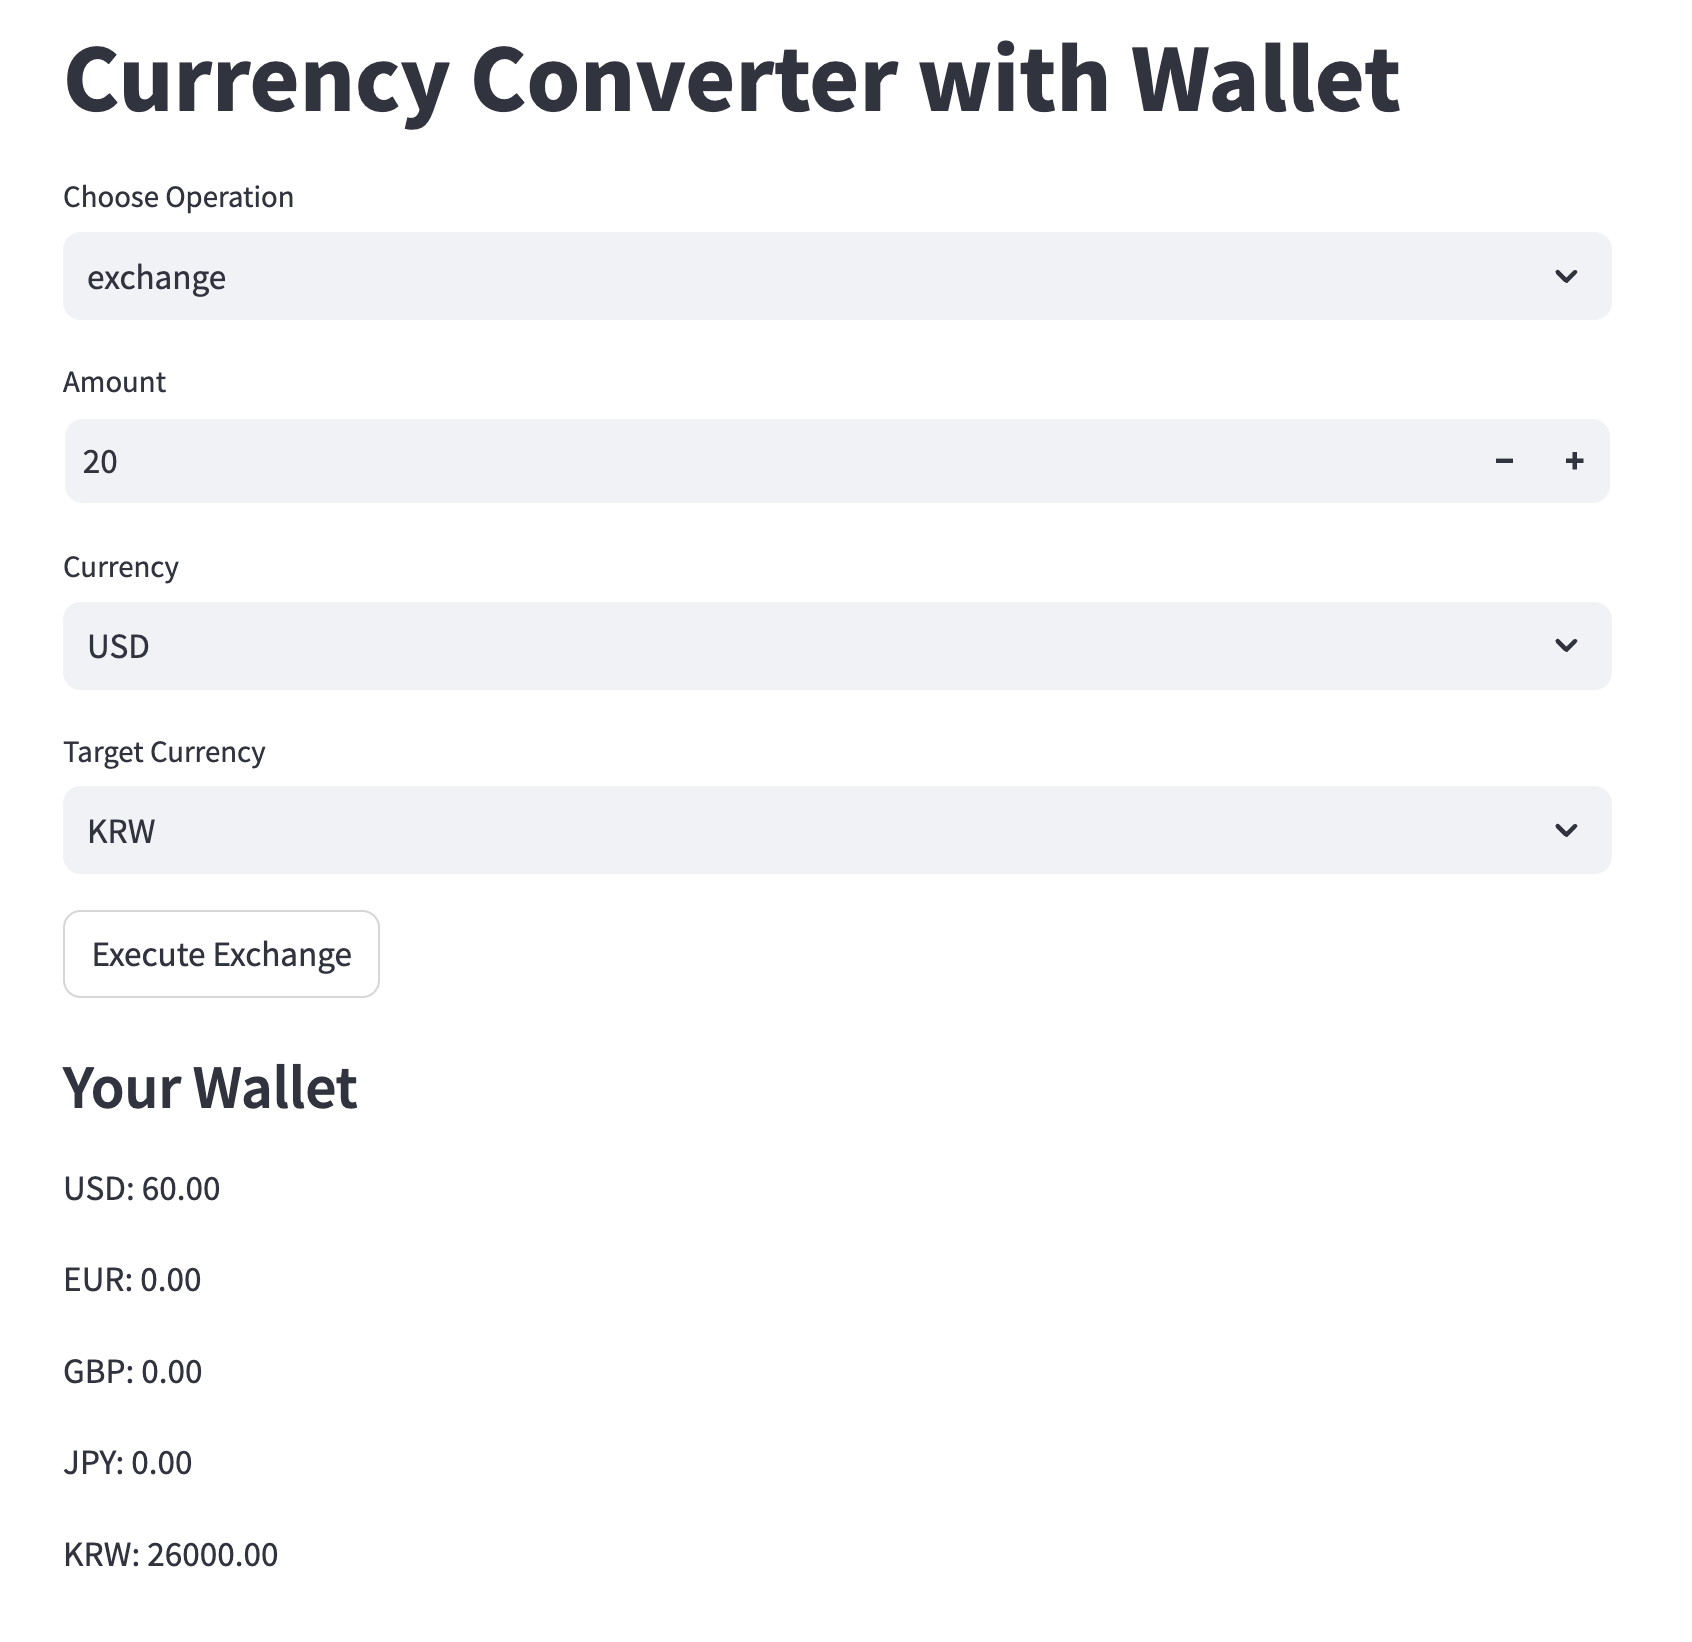 Currency Converter with Wallet
Choose Operation
exchange
Amount
20
− +
Currency
USD
Target Currency
KRW
Execute Exchange
Your Wallet
USD: 60.00
EUR: 0.00
GBP: 0.00
JPY: 0.00
KRW: 26000.00